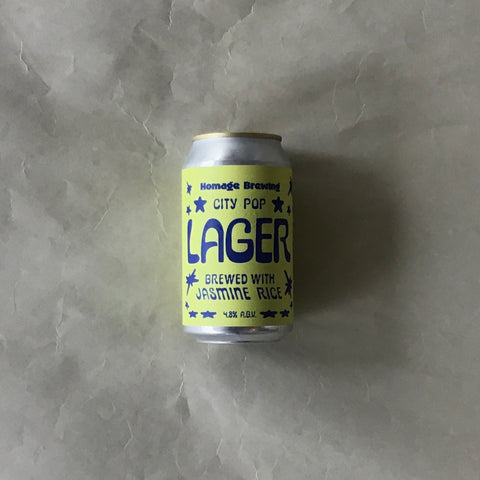 Homage Brewing
CITY POP
LAGER
BREWED WITH
JASMINE RICE
4.8% A.B.V.